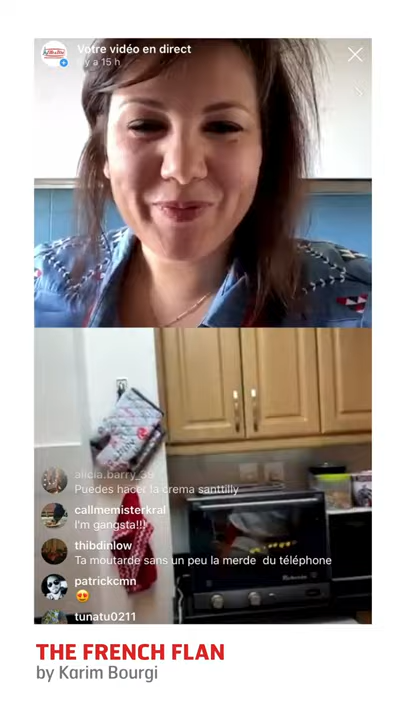 Votre vidéo en direct
Il y a 15 h
alicia.barry_39
Puedes hacer la crema santtilly
callmemisterkral
I'm gangsta!!!
thibdinlow
Ta moutarde sans un peu la merde du téléphone
patrickcmn
😍
tunatu0211
THE FRENCH FLAN
by Karim Bourgi